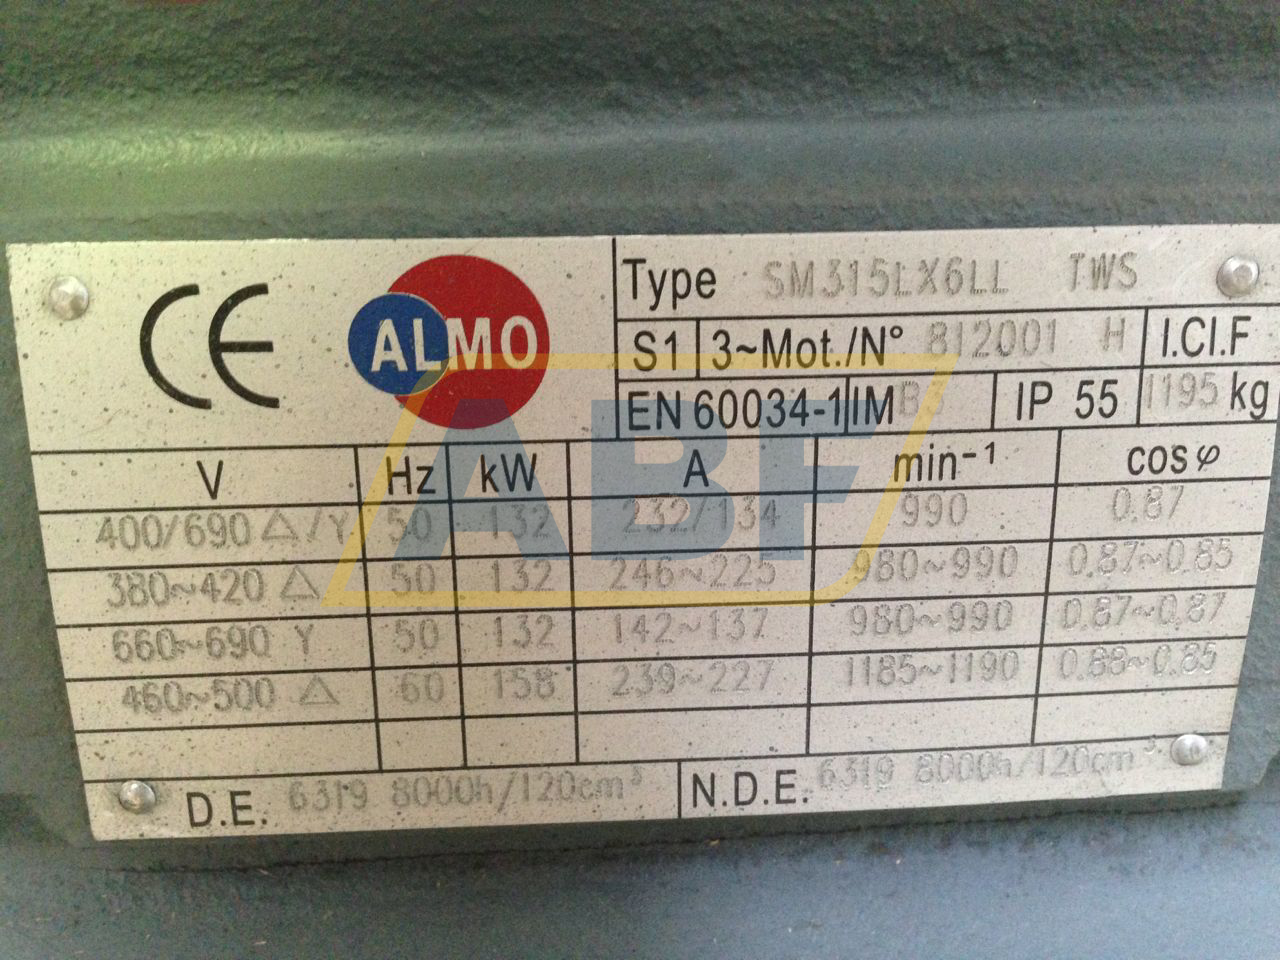 CE ALMO
Type SM315LX6LL TWS
S1 3~Mot./N° 812001 H I.Cl.F
EN 60034-1 IM B3 IP 55 1195 kg
V Hz kW A min⁻¹ cosφ
400/690 △/Y 50 132 232/134 990 0.87
380~420 △ 50 132 246~225 980~990 0.87~0.85
660~690 Y 50 132 142~137 980~990 0.87~0.87
460~500 △ 60 158 239~227 1185~1190 0.88~0.85
D.E. 6319 8000h/120cm³ N.D.E. 6319 8000h/120cm³
ABF